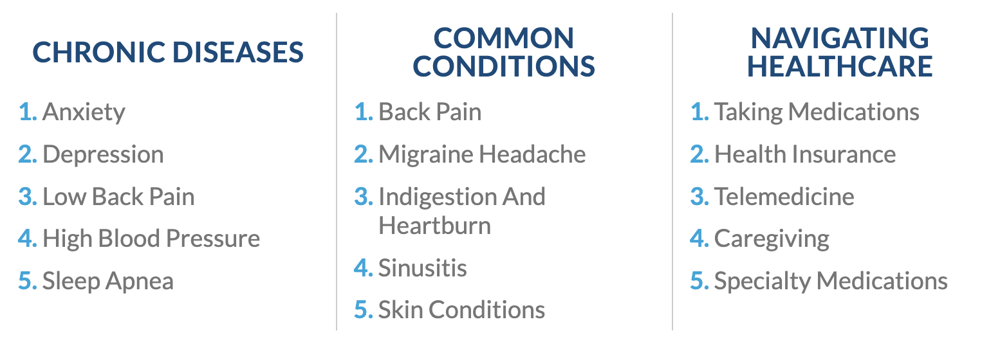 CHRONIC DISEASES
1. Anxiety
2. Depression
3. Low Back Pain
4. High Blood Pressure
5. Sleep Apnea
COMMON
CONDITIONS
1. Back Pain
2. Migraine Headache
3. Indigestion And
Heartburn
4. Sinusitis
5. Skin Conditions
NAVIGATING
HEALTHCARE
1. Taking Medications
2. Health Insurance
3. Telemedicine
4. Caregiving
5. Specialty Medications